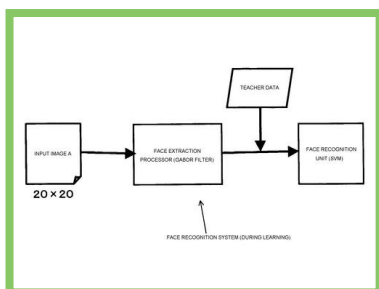 TEACHER DATA
INPUT IMAGE A
FACE EXTRACTION
PROCESSOR (GABOR FILTER)
FACE RECOGNITION
UNIT (SVM)
20×20
FACE RECOGNITION SYSTEM (DURING LEARNING)